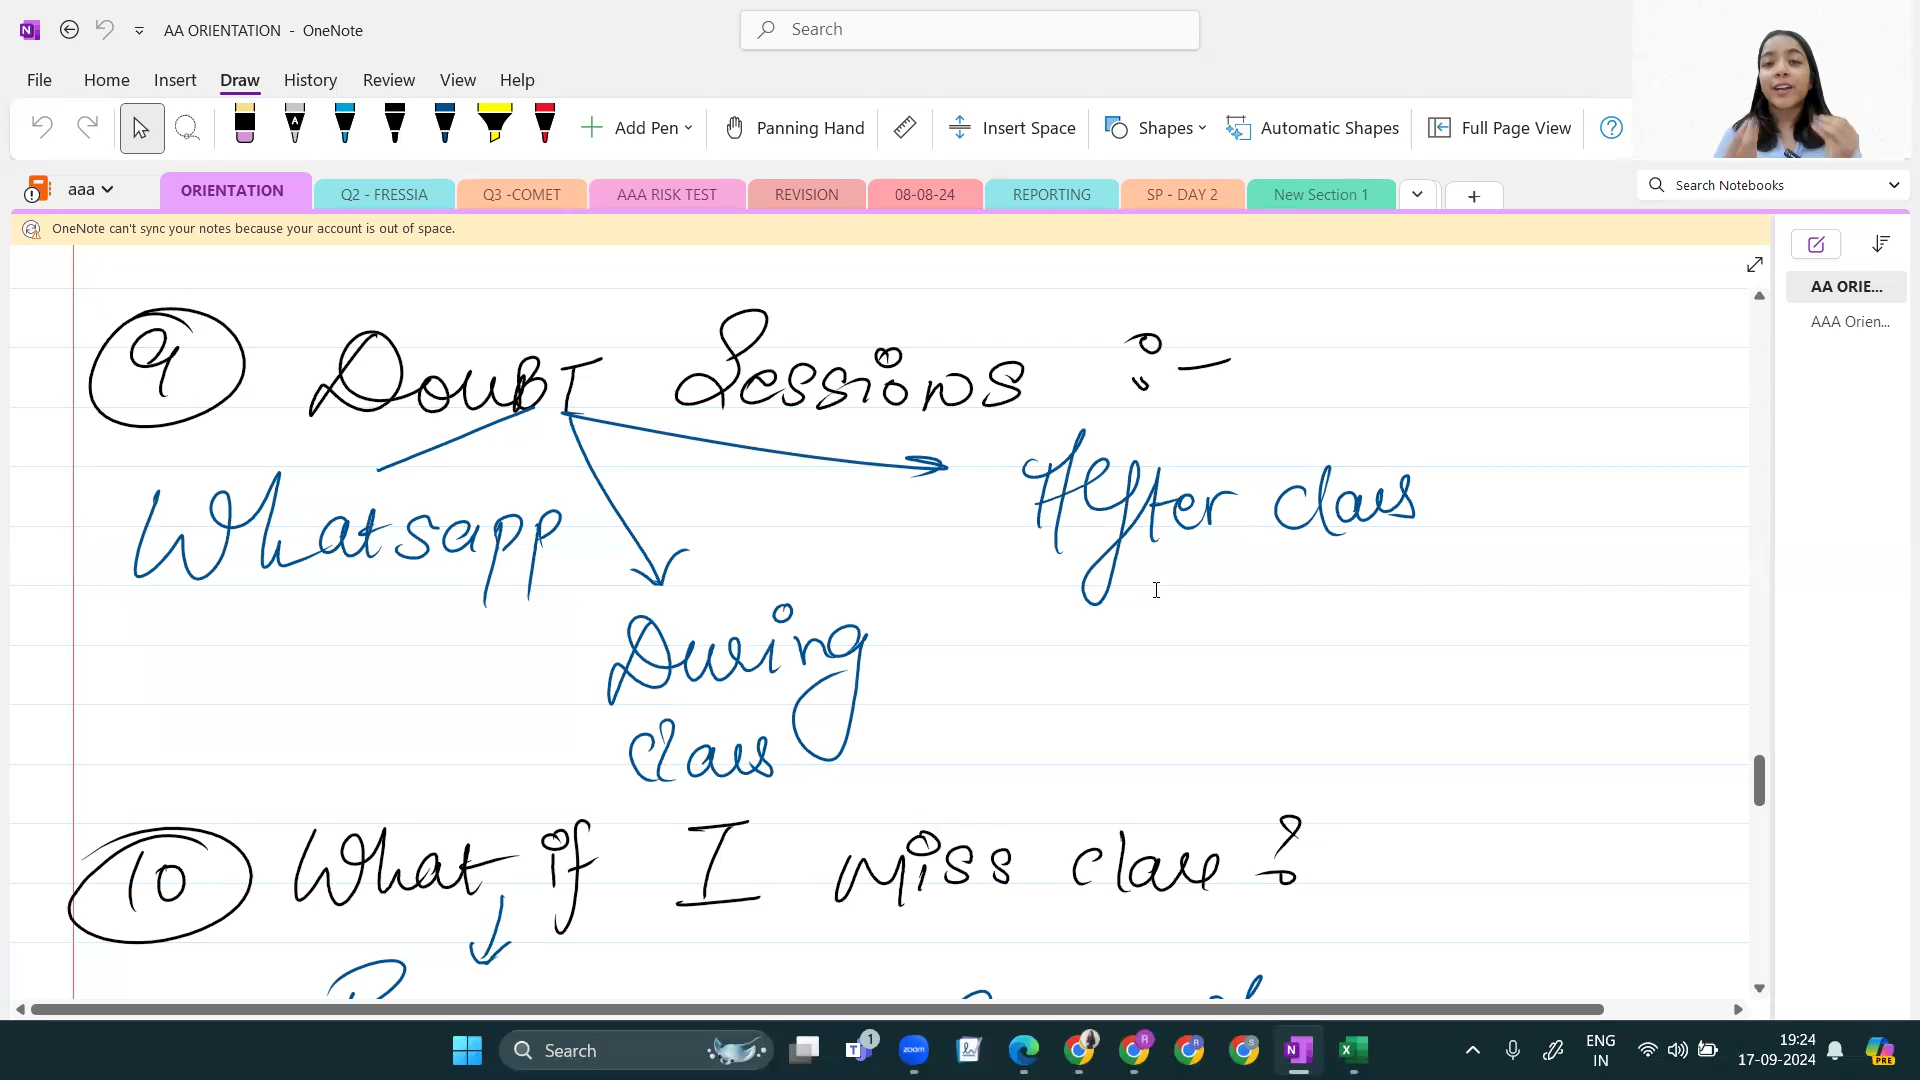 AA ORIENTATION - OneNote
Search
File Home Insert Draw History Review View Help
Add Pen Panning Hand Insert Space Shapes Automatic Shapes Full Page View
aaa ORIENTATION Q2 - FRESSIA Q3 -COMET AAA RISK TEST REVISION 08-08-24 REPORTING SP - DAY 2 New Section 1 Search Notebooks
OneNote can't sync your notes because your account is out of space.
AA ORIE...
AAA Orien...
9 Doubt Sessions :-
Whatsapp
After class
During
class
10 What if I miss class?
Search
ENG
IN
19:24
17-09-2024